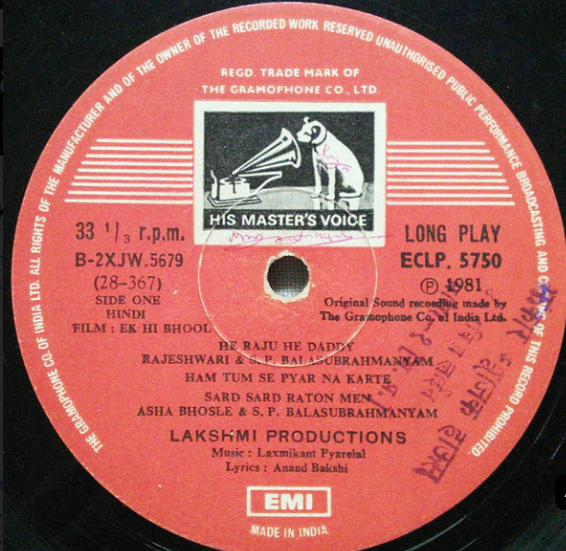 THE GRAMOPHONE CO. OF INDIA LTD. ALL RIGHTS OF THE MANUFACTURER AND OF THE OWNER OF THE RECORDED WORK RESERVED UNAUTHORISED PUBLIC PERFORMANCE BROADCASTING AND OF THIS RECORD PROHIBITED
REGD. TRADE MARK OF
THE GRAMOPHONE CO., LTD.
HIS MASTER'S VOICE
33 1/3 r.p.m.
LONG PLAY
B-2XJW.5679
ECLP. 5750
(28-367)
℗ 1981
SIDE ONE
Original Sound recording made by
HINDI
The Gramophone Co. of India Ltd.
FILM : EK HI BHOOL
HE RAJU HE DADDY
RAJESHWARI & S. P. BALASUBRAHMANYAM
HAM TUM SE PYAR NA KARTE
SARD SARD RATON MEN
ASHA BHOSLE & S. P. BALASUBRAHMANYAM
LAKSHMI PRODUCTIONS
Music : Laxmikant Pyarelal
Lyrics : Anand Bakshi
EMI
MADE IN INDIA